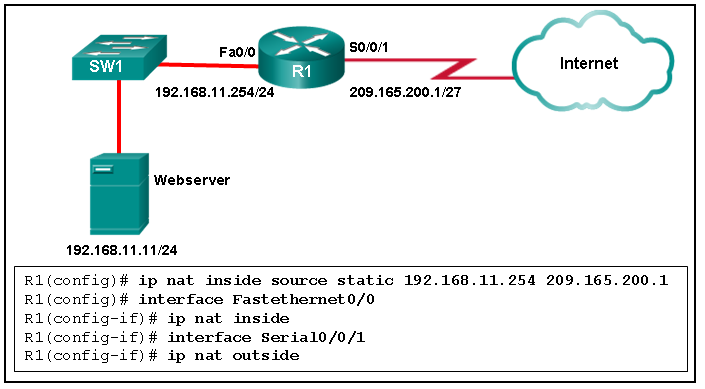 Fa0/0
S0/0/1
SW1
R1
Internet
192.168.11.254/24
209.165.200.1/27
Webserver
192.168.11.11/24
R1(config)# ip nat inside source static 192.168.11.254 209.165.200.1
R1(config)# interface Fastethernet0/0
R1(config-if)# ip nat inside
R1(config-if)# interface Serial0/0/1
R1(config-if)# ip nat outside